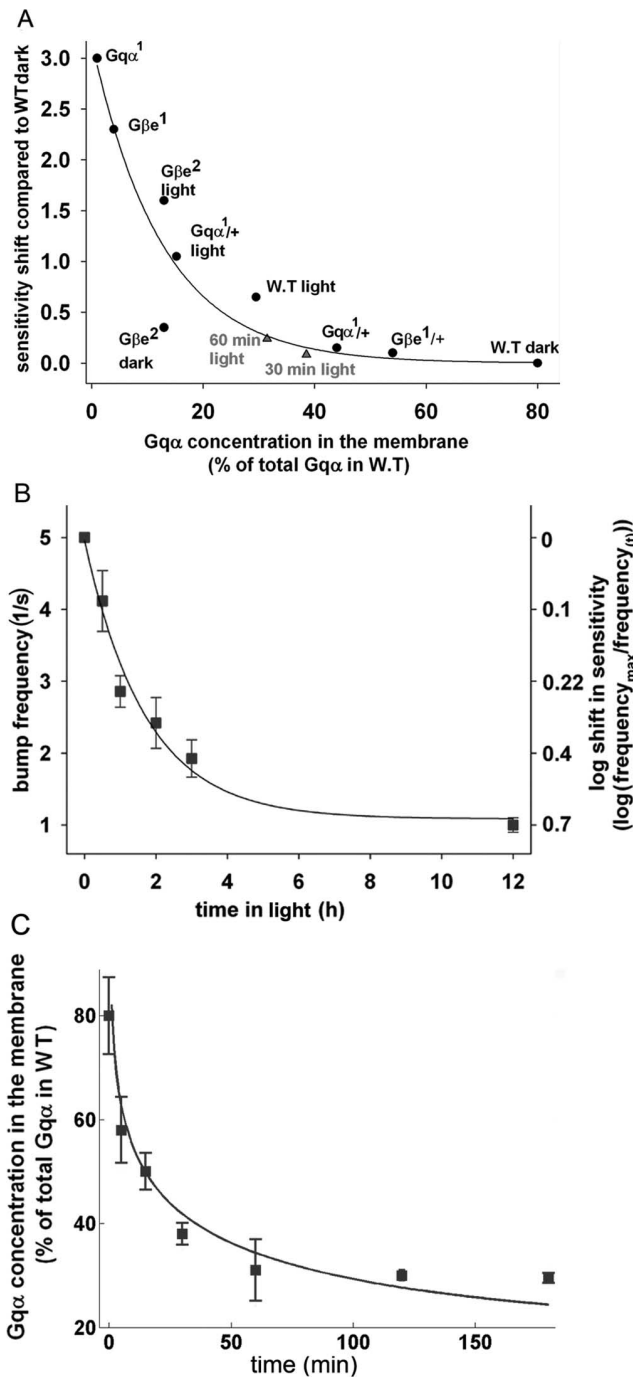 A
sensitivity shift compared to WT dark
3.0
2.5
2.0
1.5
1.0
0.5
0.0
Gqα¹
Gβe¹
Gβe²
light
Gqα¹/+
light
Gβe²
dark
W.T light
60 min
light
30 min light
Gqα¹/+
Gβe¹/+
W.T dark
0
20
40
60
80
Gqα concentration in the membrane
(% of total Gqα in W.T)
B
bump frequency (1/s)
5
4
3
2
1
0
0.1
0.22
0.4
0.7
log shift in sensitivity
(log(frequencymax/frequency(t)))
0
2
4
6
8
10
12
time in light (h)
C
Gqα concentration in the membrane
(% of total Gqα in WT)
80
60
40
20
0
50
100
150
time (min)